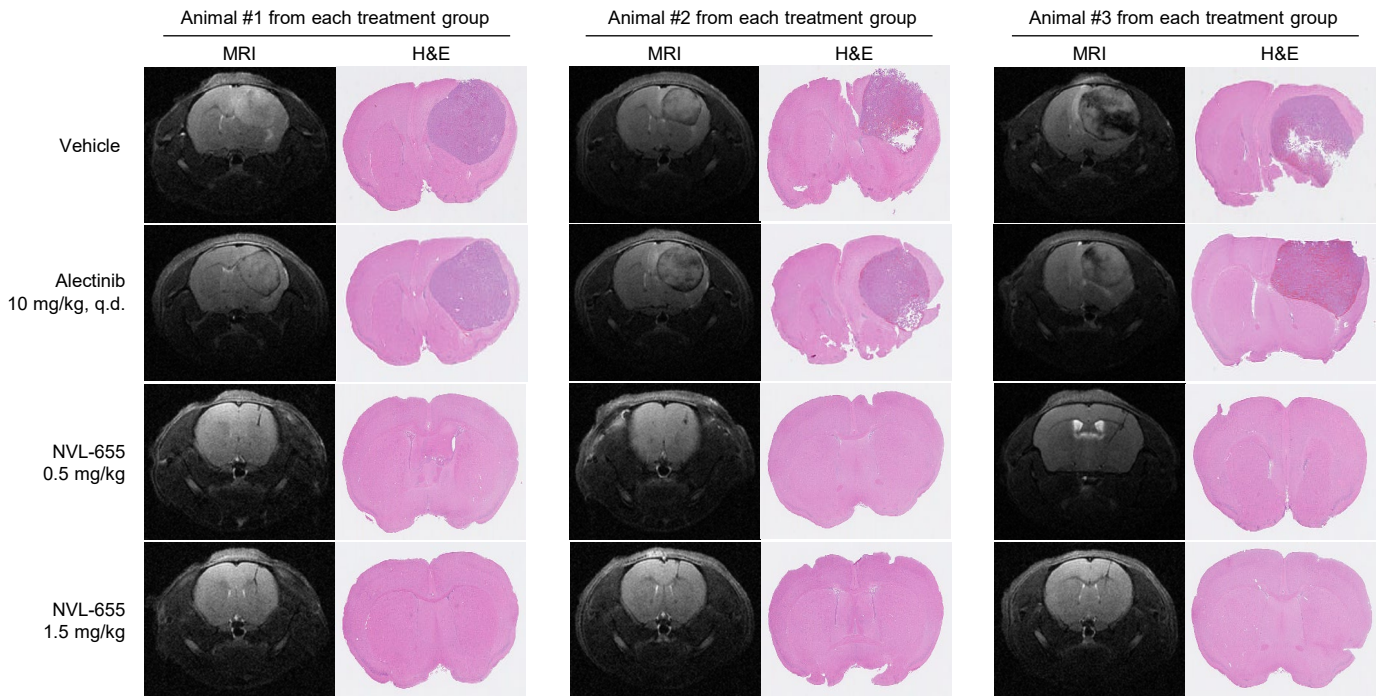 Animal #1 from each treatment group
Animal #2 from each treatment group
Animal #3 from each treatment group
MRI
H&E
MRI
H&E
MRI
H&E
Vehicle
Alectinib
10 mg/kg, q.d.
NVL-655
0.5 mg/kg
NVL-655
1.5 mg/kg